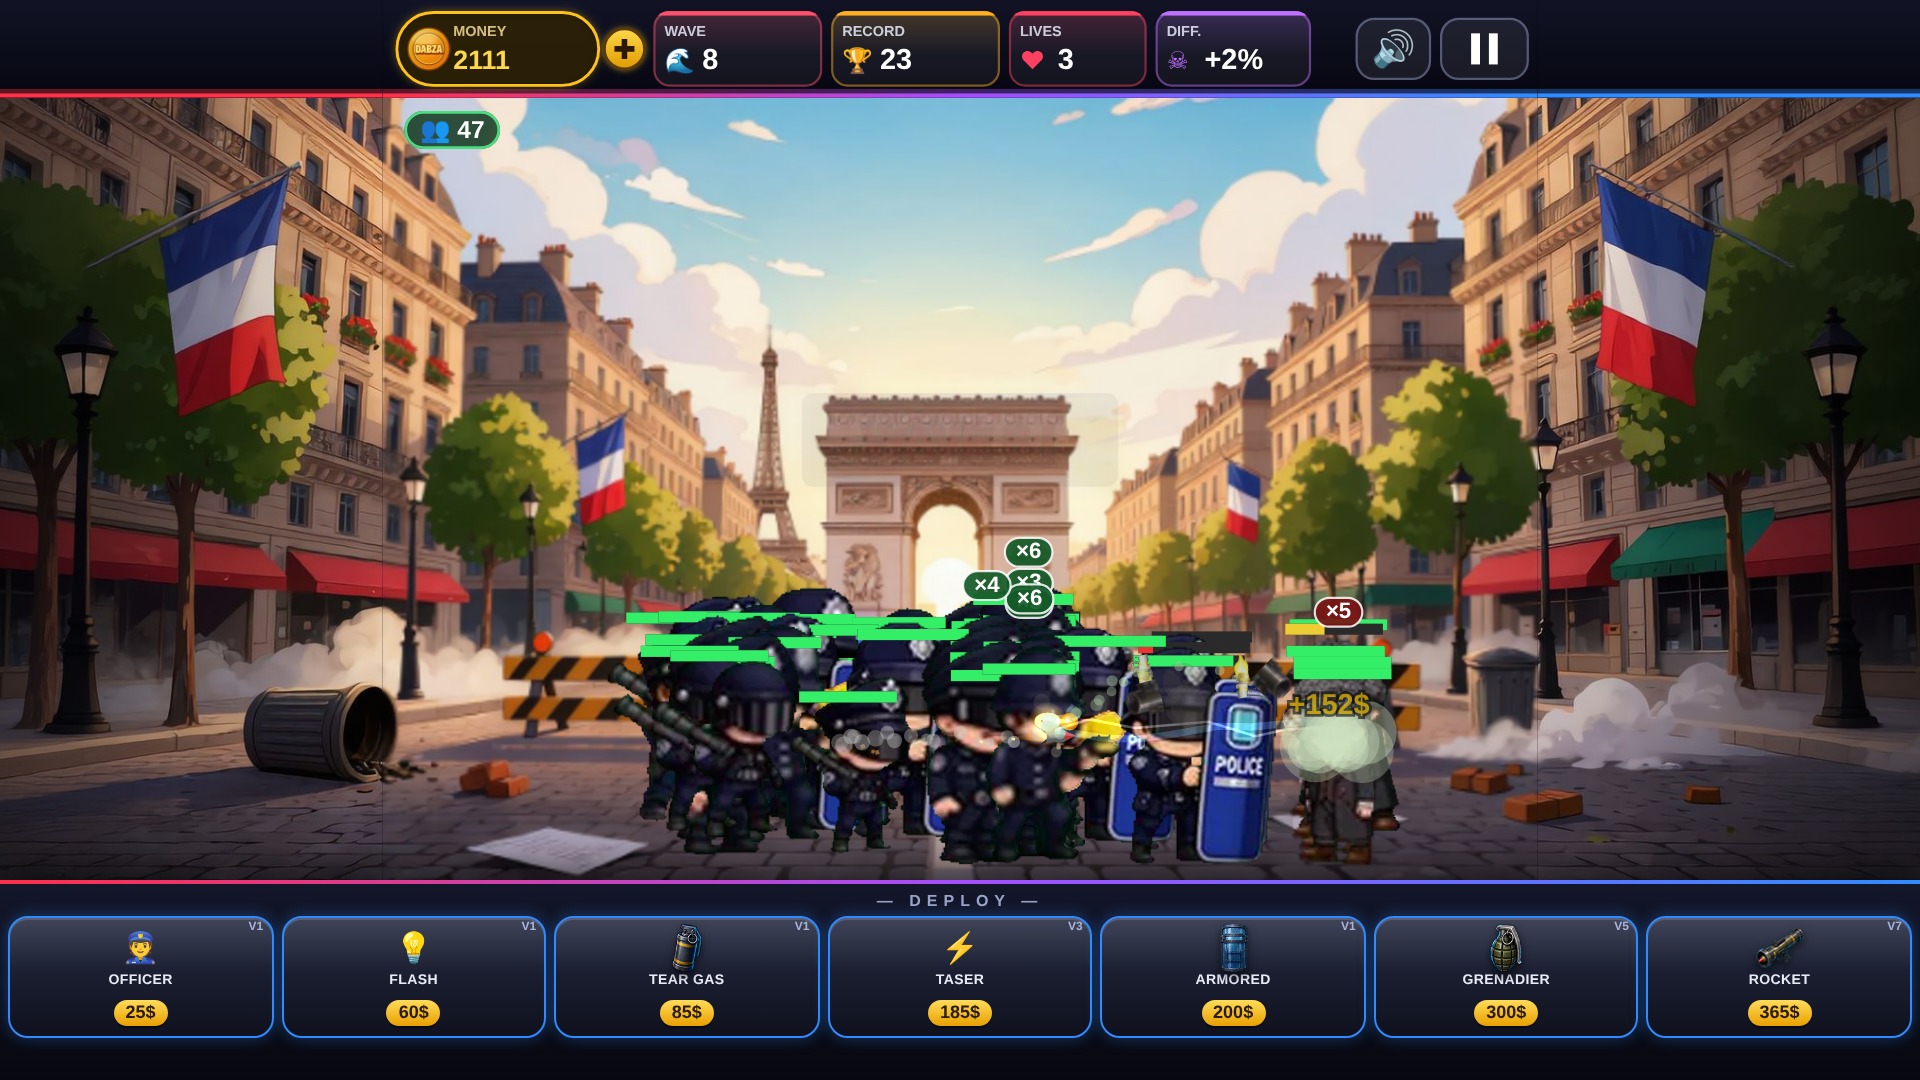 MONEY
DABZA
2111
WAVE
8
RECORD
23
LIVES
3
DIFF.
+2%
47
×6
×4
×6
×5
+152$
POLICE
— DEPLOY —
V1
OFFICER
25$
V1
FLASH
60$
V1
TEAR GAS
85$
V3
TASER
185$
V1
ARMORED
200$
V5
GRENADIER
300$
V7
ROCKET
365$